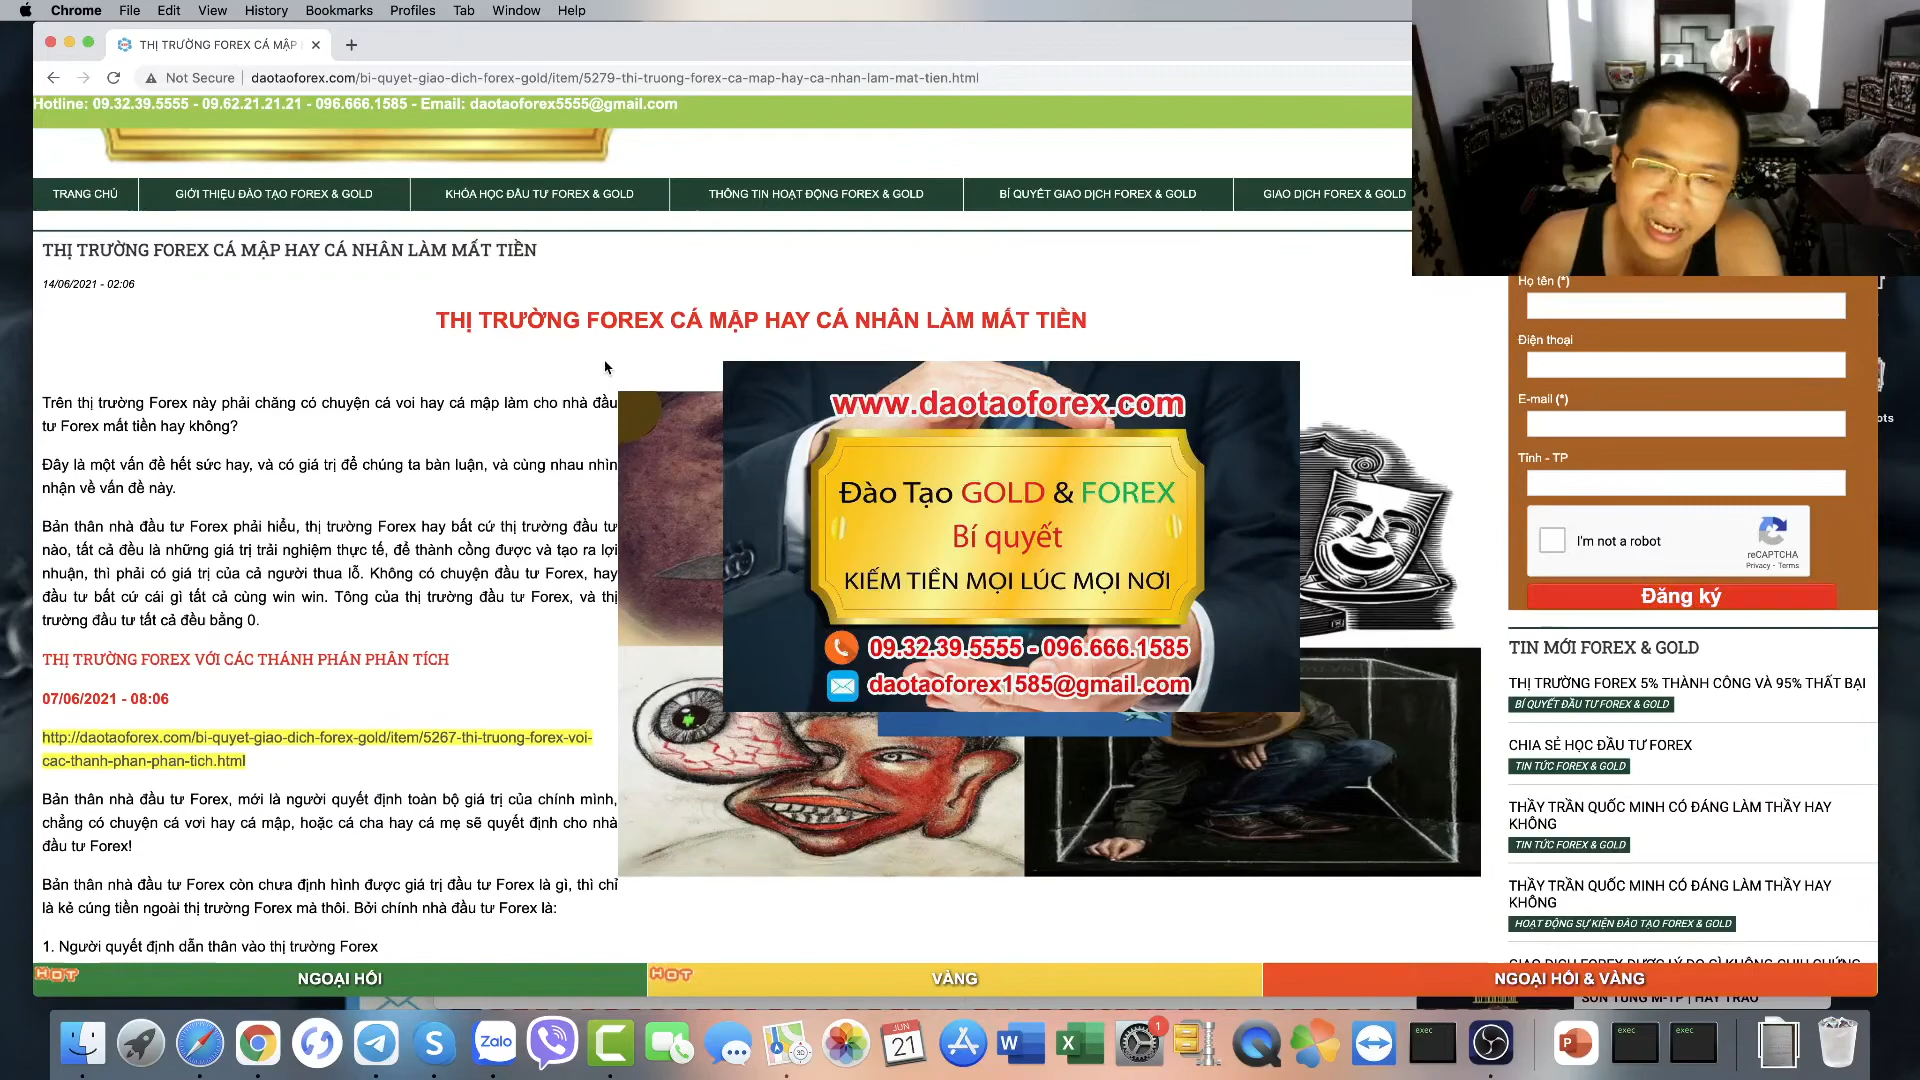 Chrome File Edit View History Bookmarks Profiles Tab Window Help
THỊ TRƯỜNG FOREX CÁ MẬP
Not Secure | daotaoforex.com/bi-quyet-giao-dich-forex-gold/item/5279-thi-truong-forex-ca-map-hay-ca-nhan-lam-mat-tien.html
Hotline: 09.32.39.5555 - 09.62.21.21.21 - 096.666.1585 - Email: daotaoforex5555@gmail.com
TRANG CHỦ
GIỚI THIỆU ĐÀO TẠO FOREX & GOLD
KHÓA HỌC ĐẦU TƯ FOREX & GOLD
THÔNG TIN HOẠT ĐỘNG FOREX & GOLD
BÍ QUYẾT GIAO DỊCH FOREX & GOLD
GIAO DỊCH FOREX & GOLD
THỊ TRƯỜNG FOREX CÁ MẬP HAY CÁ NHÂN LÀM MẤT TIỀN
14/06/2021 - 02:06
THỊ TRƯỜNG FOREX CÁ MẬP HAY CÁ NHÂN LÀM MẤT TIỀN
Trên thị trường Forex này phải chăng có chuyện cá voi hay cá mập làm cho nhà đầu
tư Forex mất tiền hay không?
Đây là một vấn đề hết sức hay, và có giá trị để chúng ta bàn luận, và cùng nhau nhìn
nhận về vấn đề này.
Bản thân nhà đầu tư Forex phải hiểu, thị trường Forex hay bất cứ thị trường đầu tư
nào, tất cả đều là những giá trị trải nghiệm thực tế, để thành công được và tạo ra lợi
nhuận, thì phải có giá trị của cả người thua lỗ. Không có chuyện đầu tư Forex, hay
đầu tư bất cứ cái gì tất cả cùng win win. Tổng của thị trường đầu tư Forex, và thị
trường đầu tư tất cả đều bằng 0.
THỊ TRƯỜNG FOREX VỚI CÁC THÁNH PHÁN PHÂN TÍCH
07/06/2021 - 08:06
http://daotaoforex.com/bi-quyet-giao-dich-forex-gold/item/5267-thi-truong-forex-voi-
cac-thanh-phan-phan-tich.html
Bản thân nhà đầu tư Forex, mới là người quyết định toàn bộ giá trị của chính mình,
chẳng có chuyện cá vơi hay cá mập, hoặc cá cha hay cá mẹ sẽ quyết định cho nhà
đầu tư Forex!
Bản thân nhà đầu tư Forex còn chưa định hình được giá trị đầu tư Forex là gì, thì chỉ
là kẻ cúng tiền ngoài thị trường Forex mà thôi. Bởi chính nhà đầu tư Forex là:
1. Người quyết định dẫn thân vào thị trường Forex
www.daotaoforex.com
Đào Tạo GOLD & FOREX
Bí quyết
KIẾM TIỀN MỌI LÚC MỌI NƠI
09.32.39.5555 - 096.666.1585
daotaoforex1585@gmail.com
Họ tên (*)
Điện thoại
E-mail (*)
Tỉnh - TP
I'm not a robot
reCAPTCHA
Privacy - Terms
Đăng ký
ots
TIN MỚI FOREX & GOLD
THỊ TRƯỜNG FOREX 5% THÀNH CÔNG VÀ 95% THẤT BẠI
BÍ QUYẾT ĐẦU TƯ FOREX & GOLD
CHIA SẺ HỌC ĐẦU TƯ FOREX
TIN TỨC FOREX & GOLD
THẦY TRẦN QUỐC MINH CÓ ĐÁNG LÀM THẦY HAY
KHÔNG
TIN TỨC FOREX & GOLD
THẦY TRẦN QUỐC MINH CÓ ĐÁNG LÀM THẦY HAY
KHÔNG
HOẠT ĐỘNG SỰ KIỆN ĐÀO TẠO FOREX & GOLD
HOT NGOẠI HỐI
HOT VÀNG
NGOẠI HỐI & VÀNG
SƠN TÙNG M-TP | HÃY TRAO
Zalo
JUN
21
1
exec
exec
exec